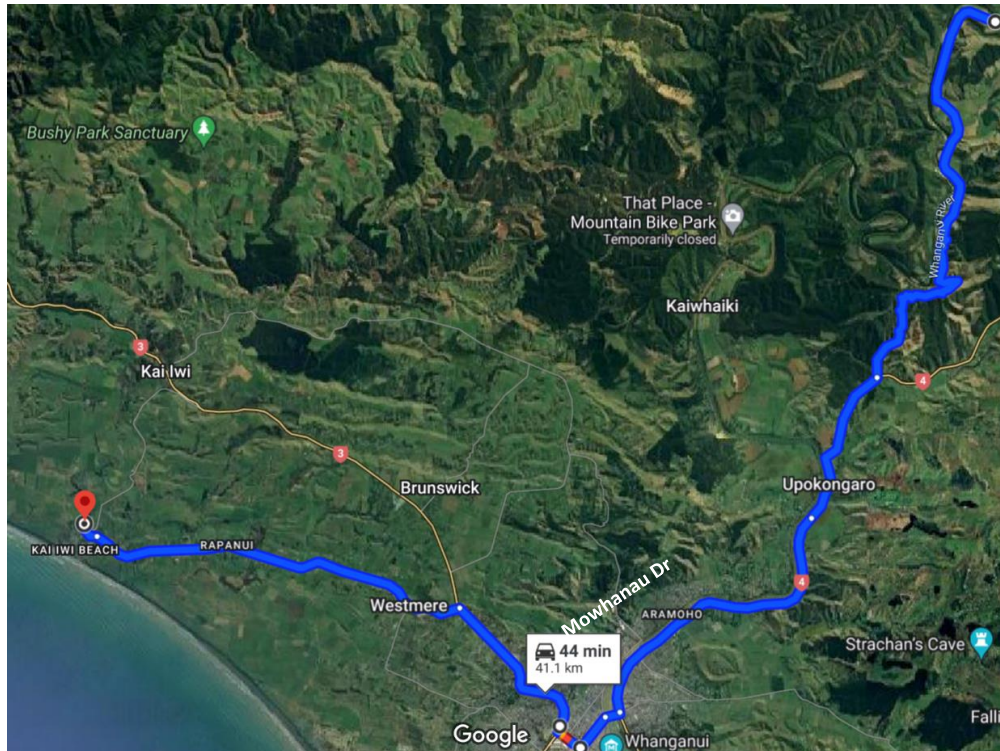 Bushy Park Sanctuary
That Place -
Mountain Bike Park
Temporarily closed
Whanganui River
Kaiwhaiki
3
Kai Iwi
4
3
Brunswick
Upokongaro
KAI IWI BEACH
RAPANUI
4
Westmere
Mowhanau Dr
ARAMOHO
44 min
41.1 km
Strachan's Cave
Falli
Google
Whanganui